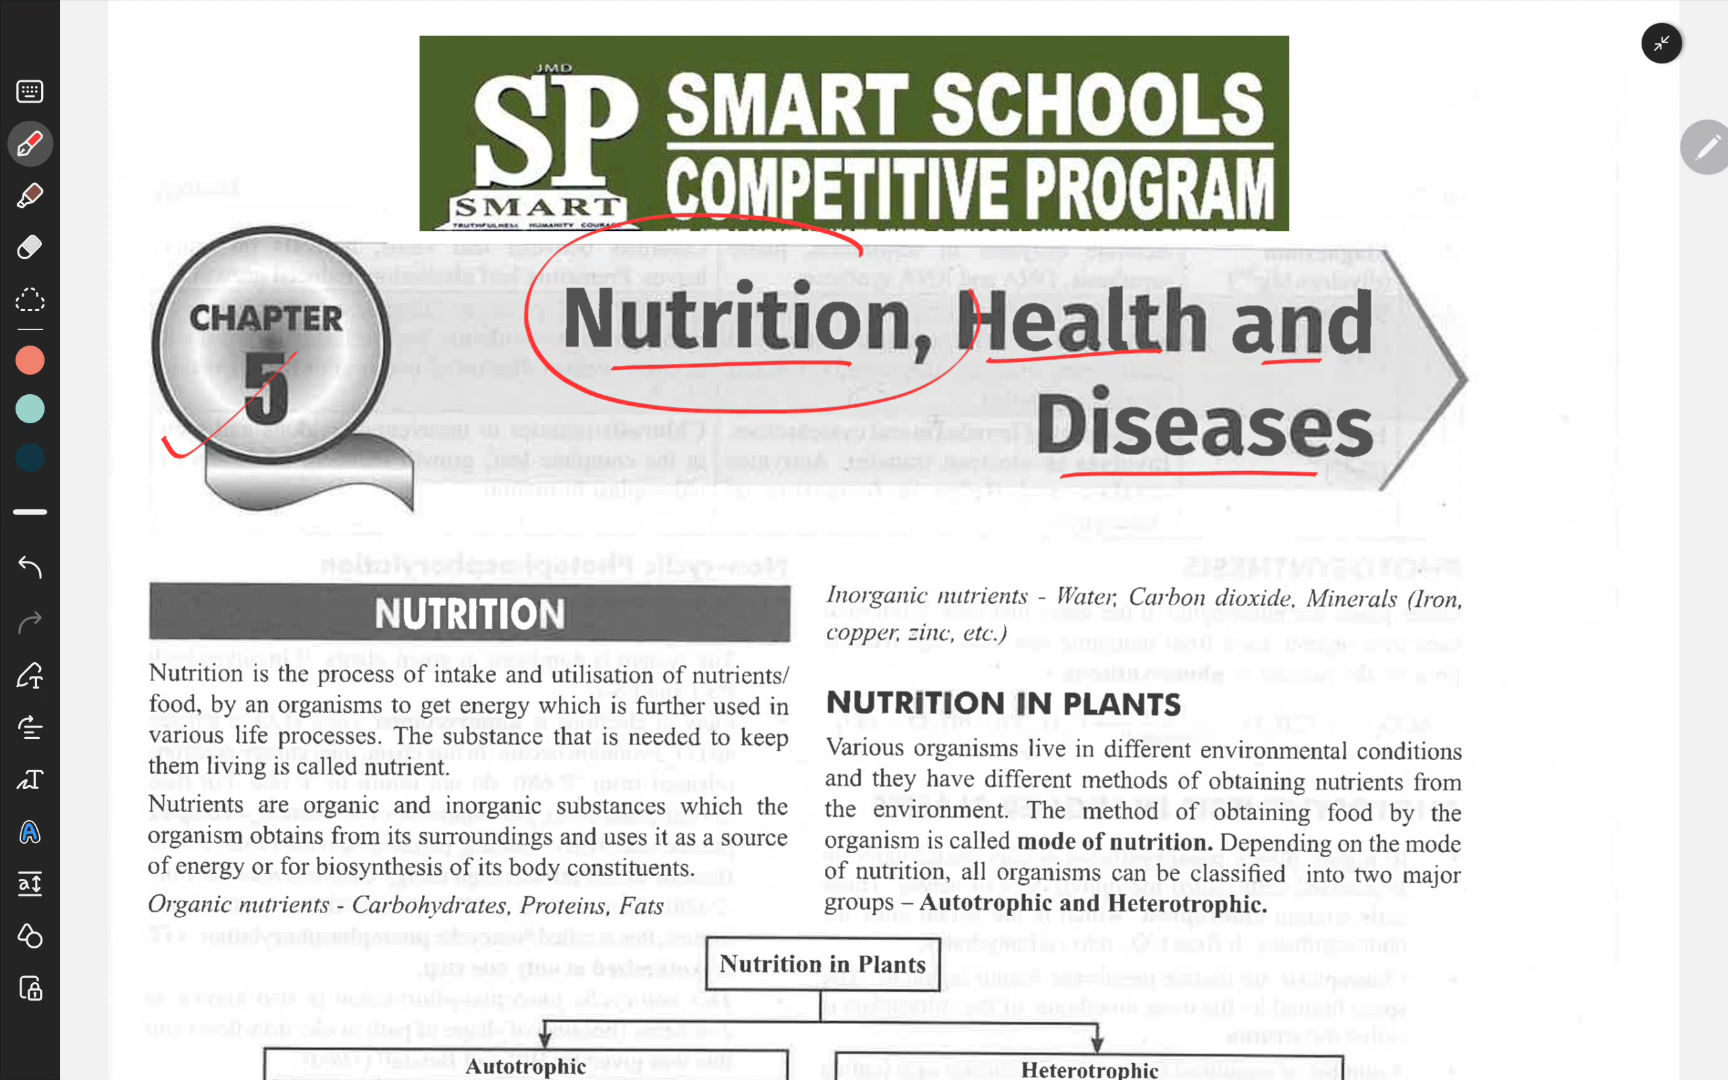 JMD
SP
SMART
TRUTHFULNESS HUMANITY COURAGE
SMART SCHOOLS
COMPETITIVE PROGRAM
CHAPTER
5
Nutrition, Health and
Diseases
NUTRITION
Nutrition is the process of intake and utilisation of nutrients/
food, by an organisms to get energy which is further used in
various life processes. The substance that is needed to keep
them living is called nutrient.
Nutrients are organic and inorganic substances which the
organism obtains from its surroundings and uses it as a source
of energy or for biosynthesis of its body constituents.
Organic nutrients - Carbohydrates, Proteins, Fats
Inorganic nutrients - Water, Carbon dioxide, Minerals (Iron,
copper, zinc, etc.)
NUTRITION IN PLANTS
Various organisms live in different environmental conditions
and they have different methods of obtaining nutrients from
the environment. The method of obtaining food by the
organism is called mode of nutrition. Depending on the mode
of nutrition, all organisms can be classified into two major
groups – Autotrophic and Heterotrophic.
Nutrition in Plants
Autotrophic
Heterotrophic